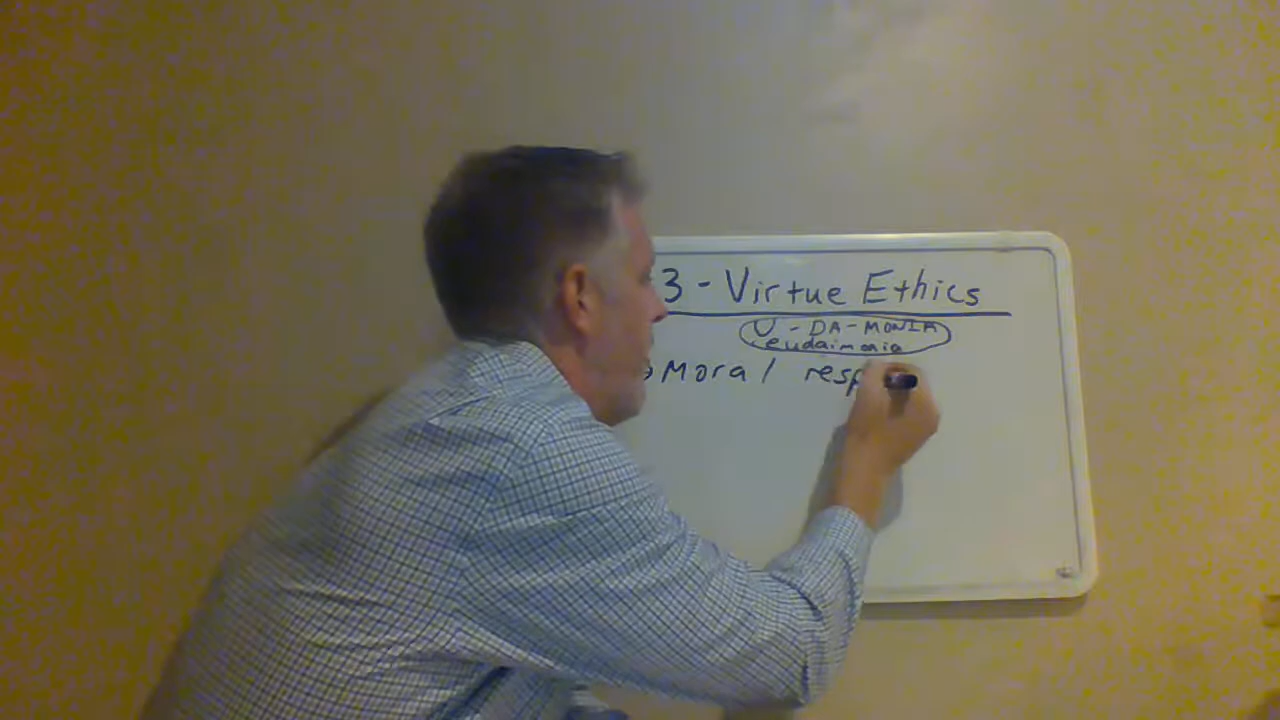 3 - Virtue Ethics
U - DA - MONIA
eudaimonia
moral resp